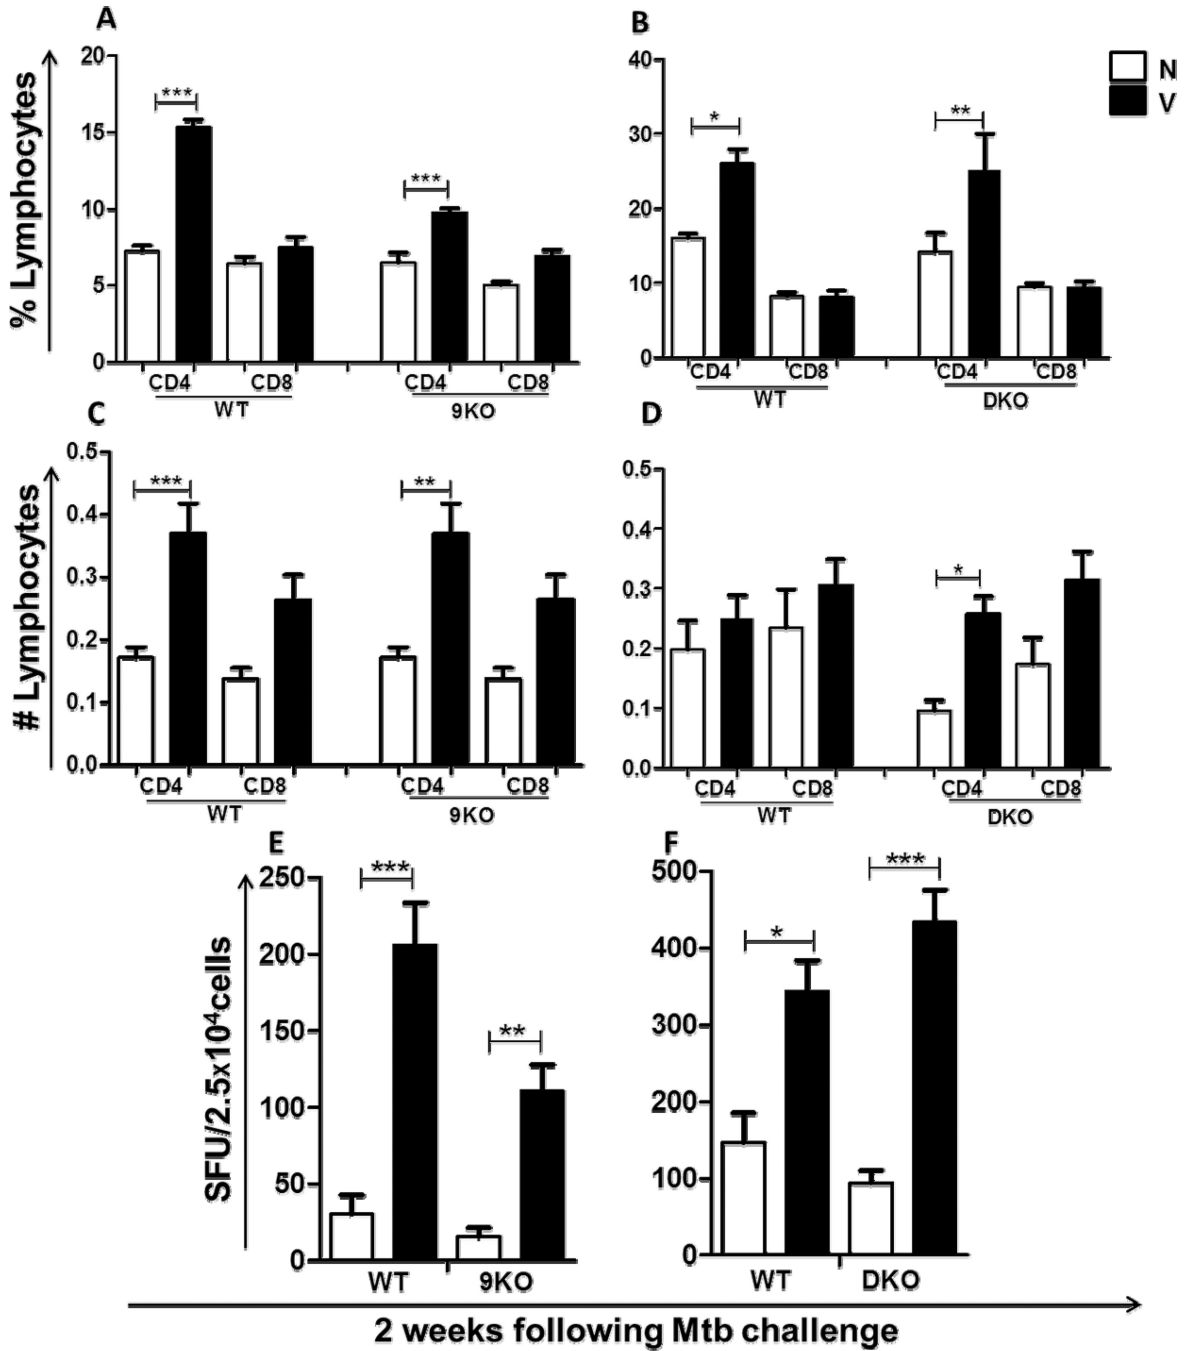 A
B
% Lymphocytes
20
15
10
5
0
***
***
CD4
CD8
CD4
CD8
WT
9KO
40
30
20
10
0
*
**
CD4
CD8
CD4
CD8
WT
DKO
N
V
C
D
# Lymphocytes
0.5
0.4
0.3
0.2
0.1
0.0
***
**
CD4
CD8
CD4
CD8
WT
9KO
0.5
0.4
0.3
0.2
0.1
0.0
*
CD4
CD8
CD4
CD8
WT
DKO
E
F
SFU/2.5x10⁴cells
250
200
150
100
50
0
***
**
WT
9KO
500
400
300
200
100
0
*
***
WT
DKO
2 weeks following Mtb challenge